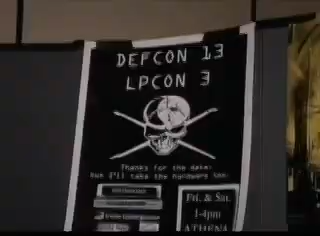 DEFCON 13
LPCON 3
Thanks for the date:
but I'll take the hardware too.
Fri. & Sat.
1-4pm
ATHENA